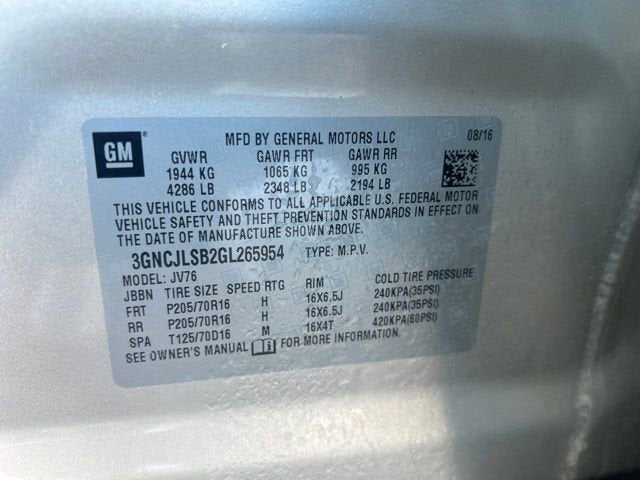 GM
MFD BY GENERAL MOTORS LLC 08/16
GVWR GAWR FRT GAWR RR
1944 KG 1065 KG 995 KG
4286 LB 2348 LB 2194 LB
THIS VEHICLE CONFORMS TO ALL APPLICABLE U.S. FEDERAL MOTOR
VEHICLE SAFETY AND THEFT PREVENTION STANDARDS IN EFFECT ON
THE DATE OF MANUFACTURE SHOWN ABOVE.
3GNCJLSB2GL265954 TYPE: M.P.V.
MODEL: JV76
JBBN TIRE SIZE SPEED RTG RIM COLD TIRE PRESSURE
FRT P205/70R16 H 16X6.5J 240KPA(35PSI)
RR P205/70R16 H 16X6.5J 240KPA(35PSI)
SPA T125/70D16 M 16X4T 420KPA(60PSI)
SEE OWNER'S MANUAL FOR MORE INFORMATION.